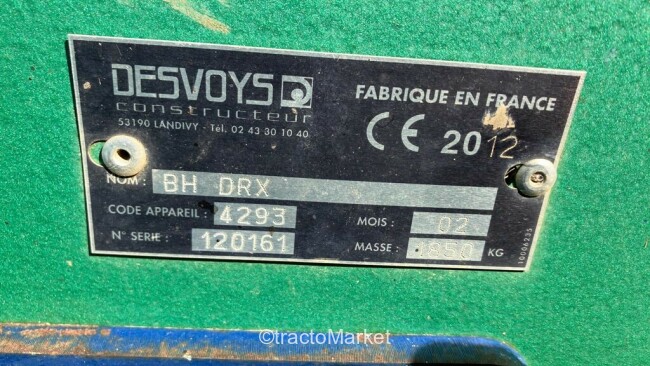 DESVOYS
constructeur
53190 LANDIVY - Tél. 02 43 30 10 40
FABRIQUE EN FRANCE
CE 2012
NOM : BH DRX
CODE APPAREIL : 4293
MOIS : 02
N° SERIE : 120161
MASSE : 1850 KG
10006235
©tractoMarket